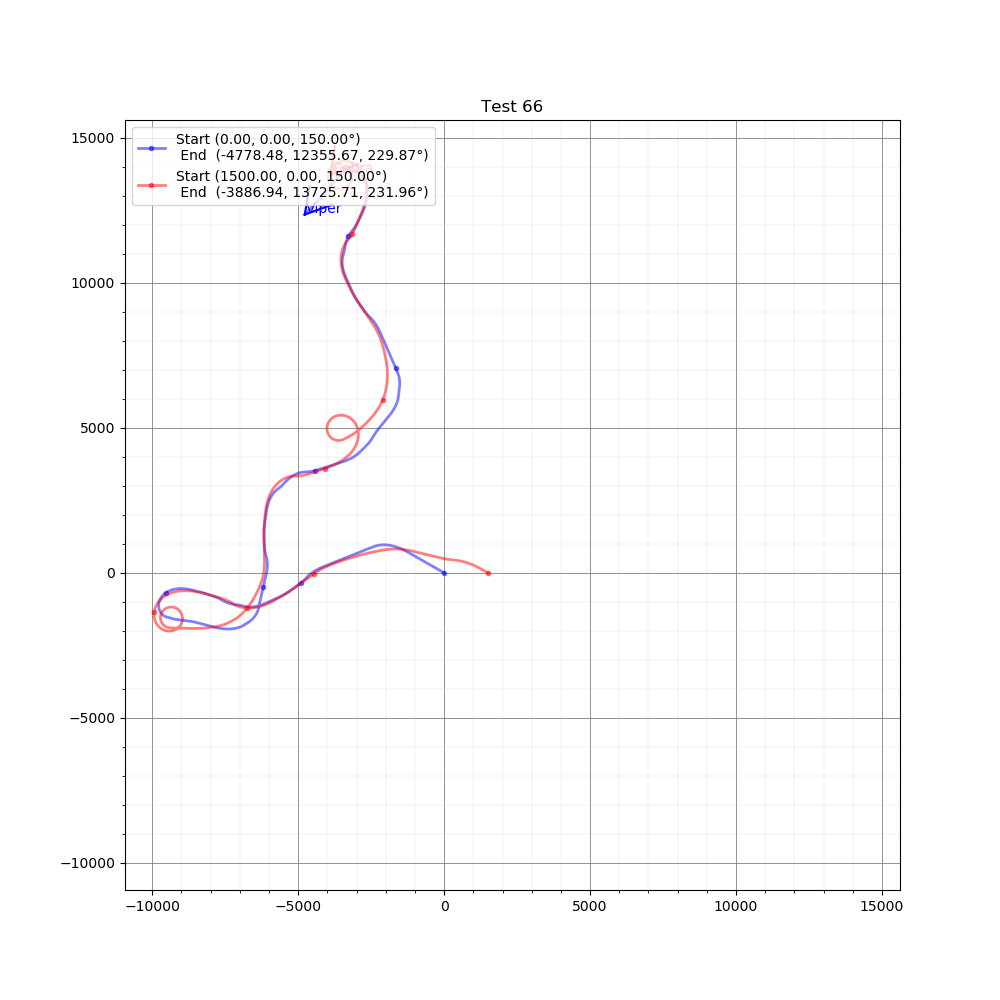 Test 66
Start (0.00, 0.00, 150.00°)
End (-4778.48, 12355.67, 229.87°)
Start (1500.00, 0.00, 150.00°)
End (-3886.94, 13725.71, 231.96°)
Viper
15000
10000
5000
0
−5000
−10000
−10000
−5000
0
5000
10000
15000